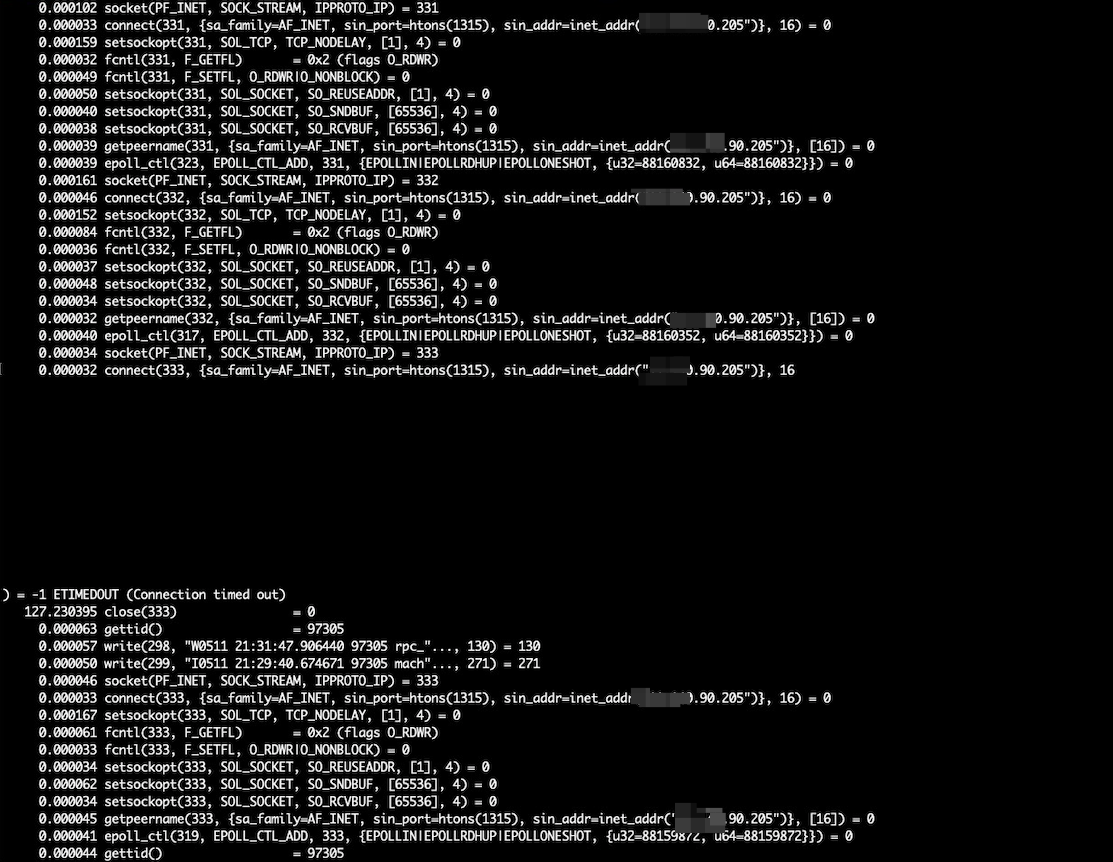 0.000102 socket(PF_INET, SOCK_STREAM, IPPROTO_IP) = 331
0.000033 connect(331, {sa_family=AF_INET, sin_port=htons(1315), sin_addr=inet_addr( 0.205")}, 16) = 0
0.000159 setsockopt(331, SOL_TCP, TCP_NODELAY, [1], 4) = 0
0.000032 fcntl(331, F_GETFL) = 0x2 (flags O_RDWR)
0.000049 fcntl(331, F_SETFL, O_RDWR|O_NONBLOCK) = 0
0.000050 setsockopt(331, SOL_SOCKET, SO_REUSEADDR, [1], 4) = 0
0.000040 setsockopt(331, SOL_SOCKET, SO_SNDBUF, [65536], 4) = 0
0.000038 setsockopt(331, SOL_SOCKET, SO_RCVBUF, [65536], 4) = 0
0.000039 getpeername(331, {sa_family=AF_INET, sin_port=htons(1315), sin_addr=inet_addr( .90.205")}, [16]) = 0
0.000039 epoll_ctl(323, EPOLL_CTL_ADD, 331, {EPOLLIN|EPOLLRDHUP|EPOLLONESHOT, {u32=88160832, u64=88160832}}) = 0
0.000161 socket(PF_INET, SOCK_STREAM, IPPROTO_IP) = 332
0.000046 connect(332, {sa_family=AF_INET, sin_port=htons(1315), sin_addr=inet_addr( 0.90.205")}, 16) = 0
0.000152 setsockopt(332, SOL_TCP, TCP_NODELAY, [1], 4) = 0
0.000084 fcntl(332, F_GETFL) = 0x2 (flags O_RDWR)
0.000036 fcntl(332, F_SETFL, O_RDWR|O_NONBLOCK) = 0
0.000037 setsockopt(332, SOL_SOCKET, SO_REUSEADDR, [1], 4) = 0
0.000048 setsockopt(332, SOL_SOCKET, SO_SNDBUF, [65536], 4) = 0
0.000034 setsockopt(332, SOL_SOCKET, SO_RCVBUF, [65536], 4) = 0
0.000032 getpeername(332, {sa_family=AF_INET, sin_port=htons(1315), sin_addr=inet_addr( 0.90.205")}, [16]) = 0
0.000040 epoll_ctl(317, EPOLL_CTL_ADD, 332, {EPOLLIN|EPOLLRDHUP|EPOLLONESHOT, {u32=88160352, u64=88160352}}) = 0
0.000034 socket(PF_INET, SOCK_STREAM, IPPROTO_IP) = 333
0.000032 connect(333, {sa_family=AF_INET, sin_port=htons(1315), sin_addr=inet_addr(" 0.90.205")}, 16
) = -1 ETIMEDOUT (Connection timed out)
127.230395 close(333) = 0
0.000063 gettid() = 97305
0.000057 write(298, "W0511 21:31:47.906440 97305 rpc_"..., 130) = 130
0.000050 write(299, "I0511 21:29:40.674671 97305 mach"..., 271) = 271
0.000046 socket(PF_INET, SOCK_STREAM, IPPROTO_IP) = 333
0.000033 connect(333, {sa_family=AF_INET, sin_port=htons(1315), sin_addr=inet_addr( 0.90.205")}, 16) = 0
0.000167 setsockopt(333, SOL_TCP, TCP_NODELAY, [1], 4) = 0
0.000061 fcntl(333, F_GETFL) = 0x2 (flags O_RDWR)
0.000033 fcntl(333, F_SETFL, O_RDWR|O_NONBLOCK) = 0
0.000034 setsockopt(333, SOL_SOCKET, SO_REUSEADDR, [1], 4) = 0
0.000062 setsockopt(333, SOL_SOCKET, SO_SNDBUF, [65536], 4) = 0
0.000034 setsockopt(333, SOL_SOCKET, SO_RCVBUF, [65536], 4) = 0
0.000045 getpeername(333, {sa_family=AF_INET, sin_port=htons(1315), sin_addr=inet_addr(" .90.205")}, [16]) = 0
0.000041 epoll_ctl(319, EPOLL_CTL_ADD, 333, {EPOLLIN|EPOLLRDHUP|EPOLLONESHOT, {u32=88159872, u64=88159872}}) = 0
0.000044 gettid() = 97305